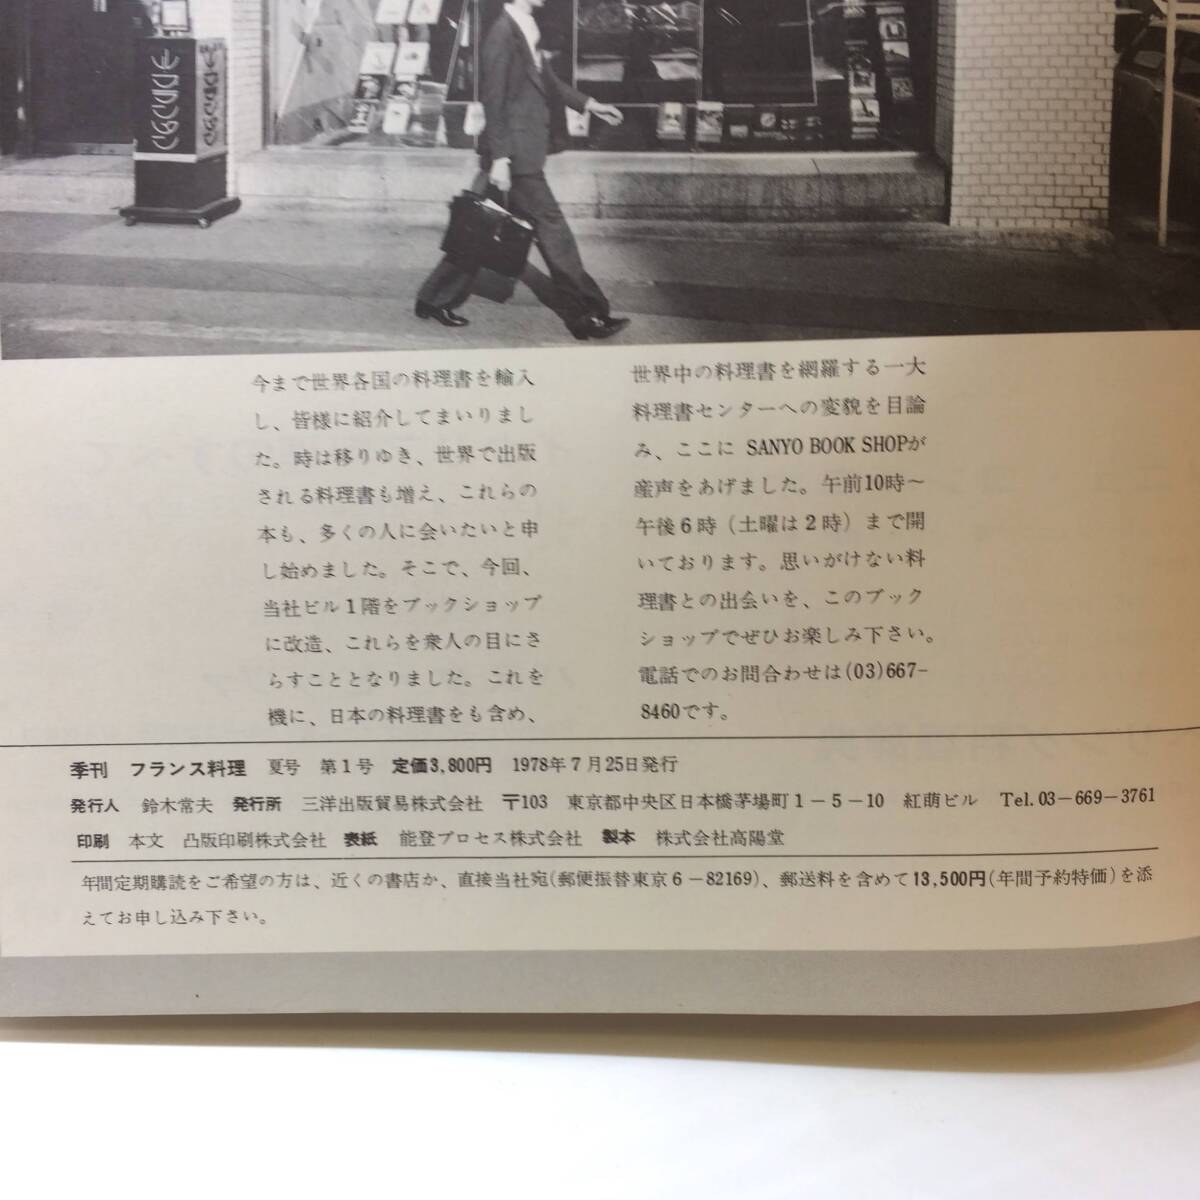 今まで世界各国の料理書を輸入
し、皆様に紹介してまいりまし
た。時は移りゆき、世界で出版
される料理書も増え、これらの
本も、多くの人に会いたいと申
し始めました。そこで、今回、
当社ビル1階をブックショップ
に改造、これらを衆人の目にさ
らすこととなりました。これを
機に、日本の料理書をも含め、
世界中の料理書を網羅する一大
料理書センターへの変貌を目論
み、ここに SANYO BOOK SHOPが
産声をあげました。午前10時〜
午後6時（土曜は2時）まで開
いております。思いがけない料
理書との出会いを、このブック
ショップでぜひお楽しみ下さい。
電話でのお問合わせは(03)667-
8460です。
季刊 フランス料理 夏号 第1号 定価3,800円 1978年7月25日発行
発行人 鈴木常夫 発行所 三洋出版貿易株式会社 〒103 東京都中央区日本橋茅場町1-5-10 紅萌ビル Tel.03-669-3761
印刷 本文 凸版印刷株式会社 表紙 能登プロセス株式会社 製本 株式会社高陽堂
年間定期購読をご希望の方は、近くの書店か、直接当社宛(郵便振替東京6-82169)、郵送料を含めて13,500円(年間予約特価)を添
えてお申し込み下さい。